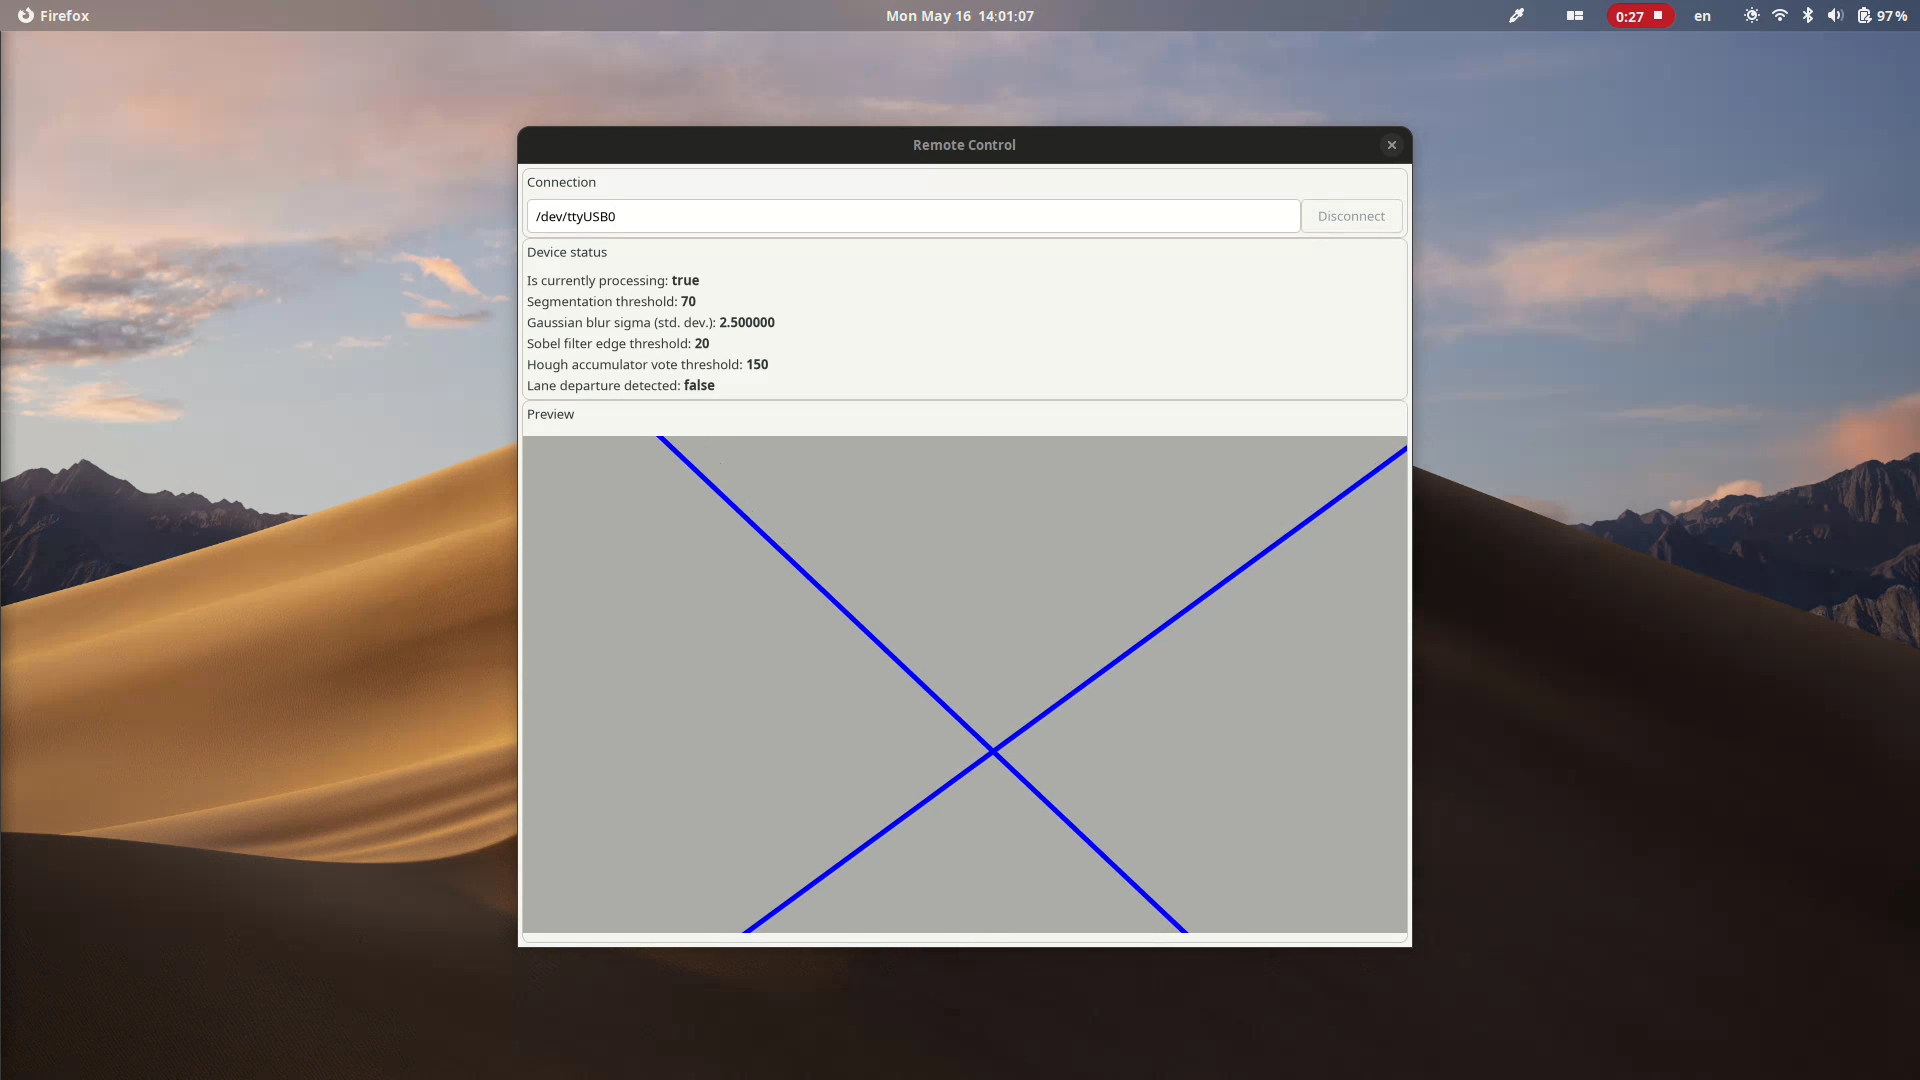 Firefox
Mon May 16 14:01:07
0:27
en
97 %
Remote Control
Connection
/dev/ttyUSB0
Disconnect
Device status
Is currently processing: true
Segmentation threshold: 70
Gaussian blur sigma (std. dev.): 2.500000
Sobel filter edge threshold: 20
Hough accumulator vote threshold: 150
Lane departure detected: false
Preview